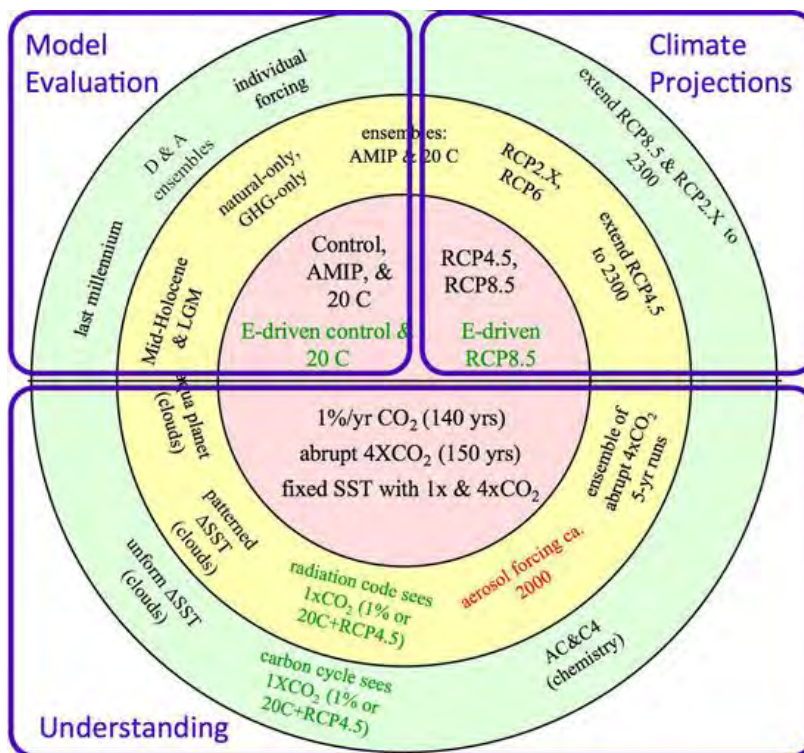 Model
Evaluation
Climate
Projections
individual
forcing
D & A
ensembles
last millennium
ensembles:
AMIP & 20 C
natural-only,
GHG-only
Mid-Holocene
& LGM
Control,
AMIP, &
20 C
E-driven control &
20 C
RCP2.X,
RCP6
extend RCP4.5
to 2300
extend RCP8.5 & RCP2.X to
2300
RCP4.5,
RCP8.5
E-driven
RCP8.5
1%/yr CO₂ (140 yrs)
abrupt 4XCO₂ (150 yrs)
fixed SST with 1x & 4xCO₂
aqua planet
(clouds)
patterned
ΔSST
(clouds)
unform ΔSST
(clouds)
radiation code sees
1xCO₂ (1% or
20C+RCP4.5)
carbon cycle sees
1XCO₂ (1% or
20C+RCP4.5)
ensemble of
abrupt 4xCO₂
5-yr runs
aerosol forcing ca.
2000
AC&C4
(chemistry)
Understanding